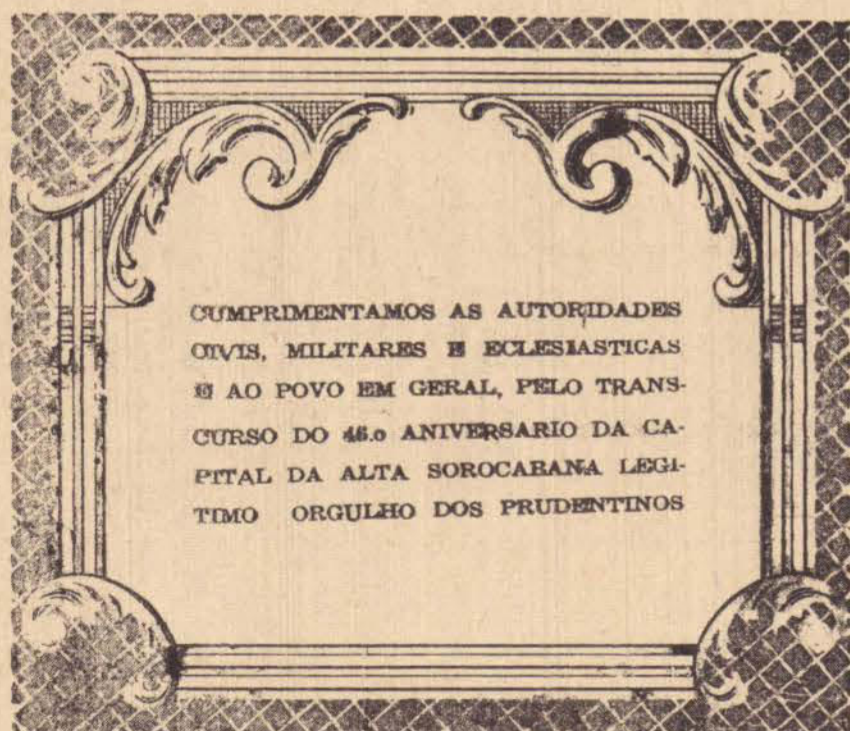 CUMPRIMENTAMOS AS AUTORIDADES
CIVIS, MILITARES E ECLESIASTICAS
E AO POVO EM GERAL, PELO TRANS-
CURSO DO 46.o ANIVERSARIO DA CA-
PITAL DA ALTA SOROCABANA LEGI-
TIMO ORGULHO DOS PRUDENTINOS